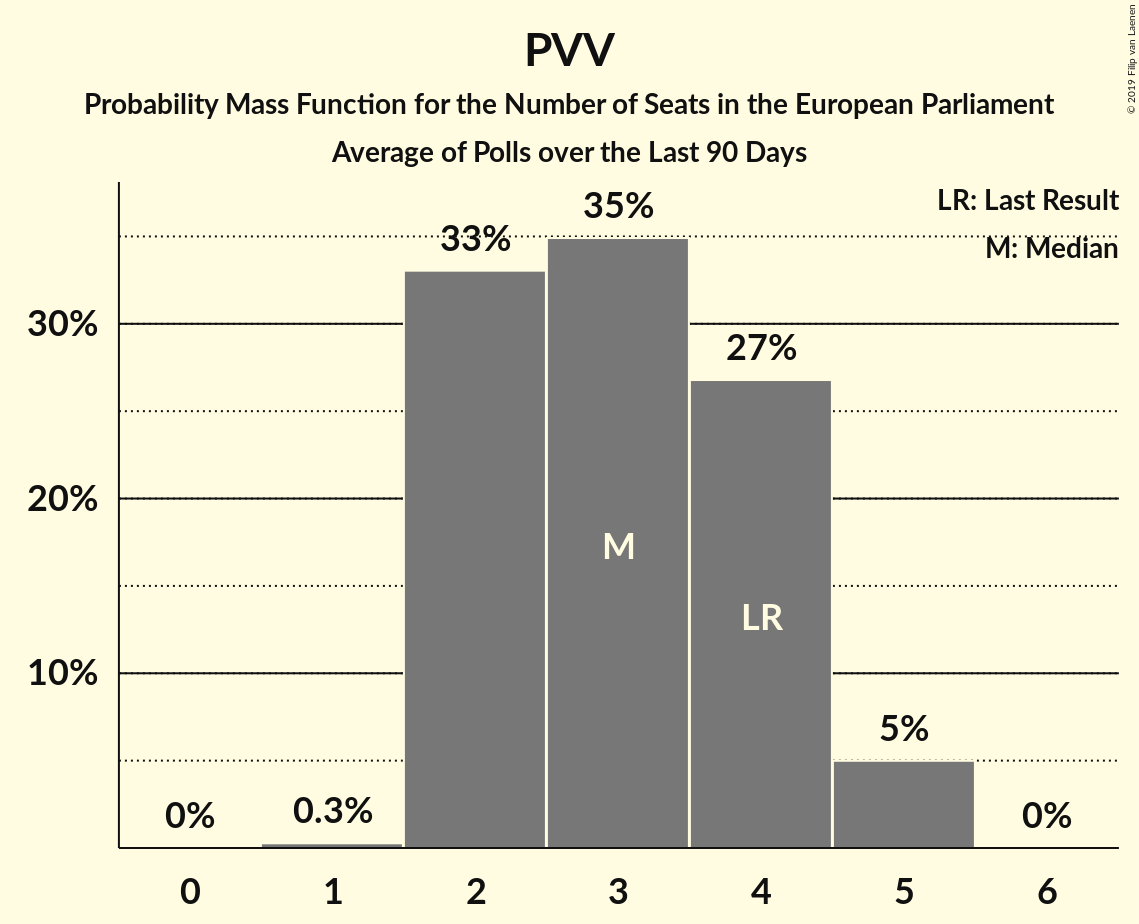 PVV
Probability Mass Function for the Number of Seats in the European Parliament
Average of Polls over the Last 90 Days
© 2019 Filip van Laenen
LR: Last Result
M: Median
35%
33%
30%
27%
20%
M
LR
10%
5%
0%
0.3%
0%
0 1 2 3 4 5 6